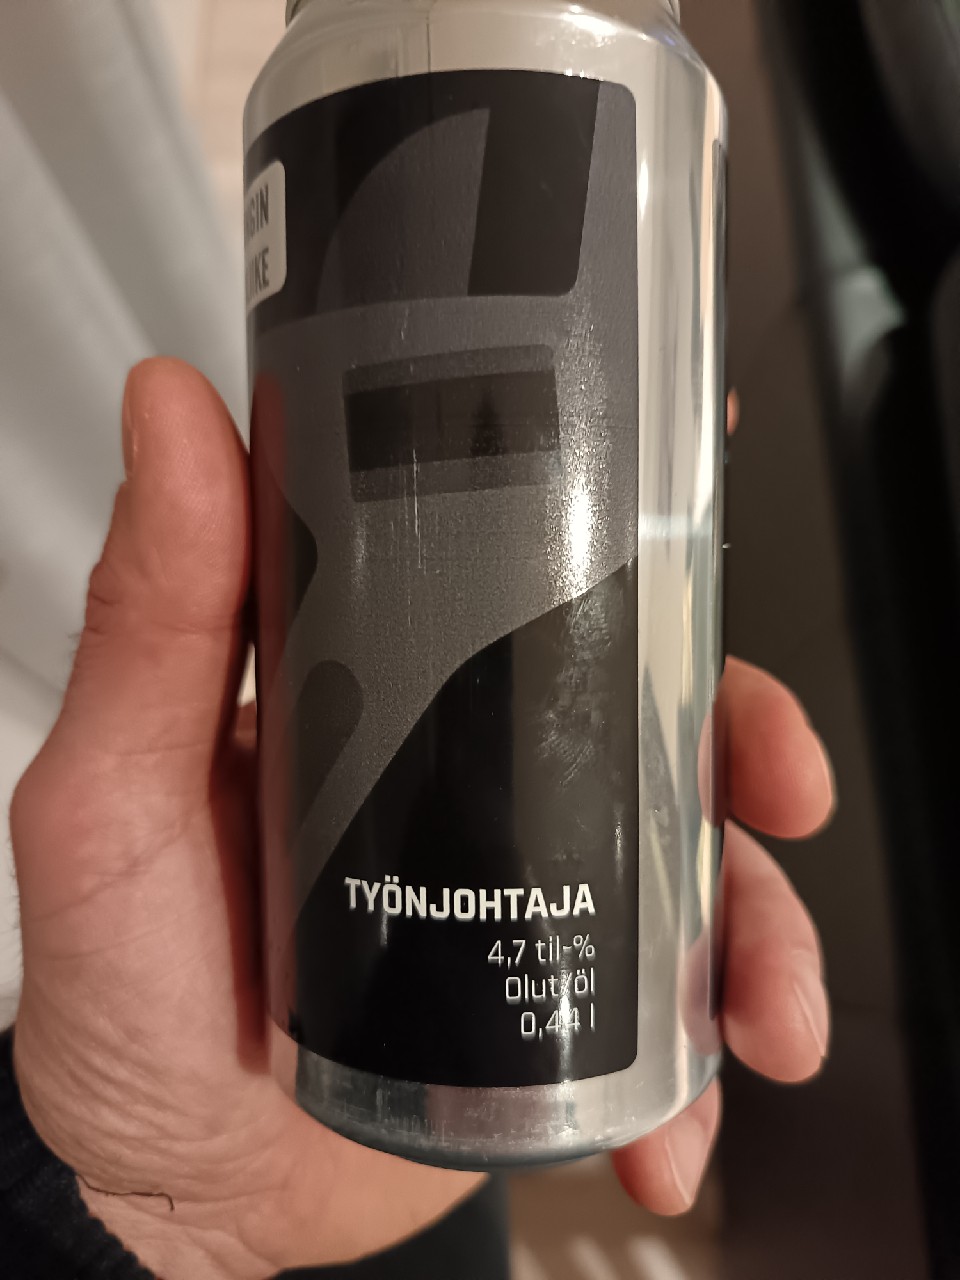 TYÖNJOHTAJA
4,7 til-%
Olut/öl
0,44 l